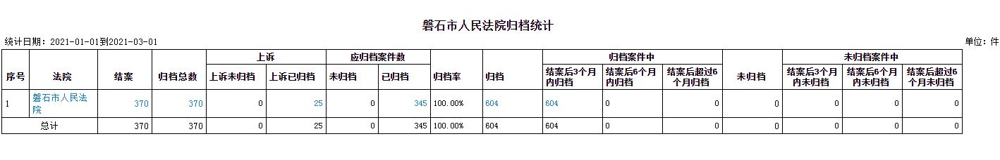 磐石市人民法院归档统计
统计日期：2021-01-01到2021-03-01 单位：件
上诉 应归档案件数 归档案件中 未归档案件中
序号 法院 结案 归档总数 上诉未归档 上诉已归档 未归档 已归档 归档率 归档 结案后3个月内归档 结案后6个月内归档 结案后超过6个月归档 未归档 结案后3个月内未归档 结案后6个月内未归档 结案后超过6个月未归档
1 磐石市人民法院 370 370 0 25 0 345 100.00% 604 604 0 0 0 0 0 0
总计 370 370 0 25 0 345 100.00% 604 604 0 0 0 0 0 0